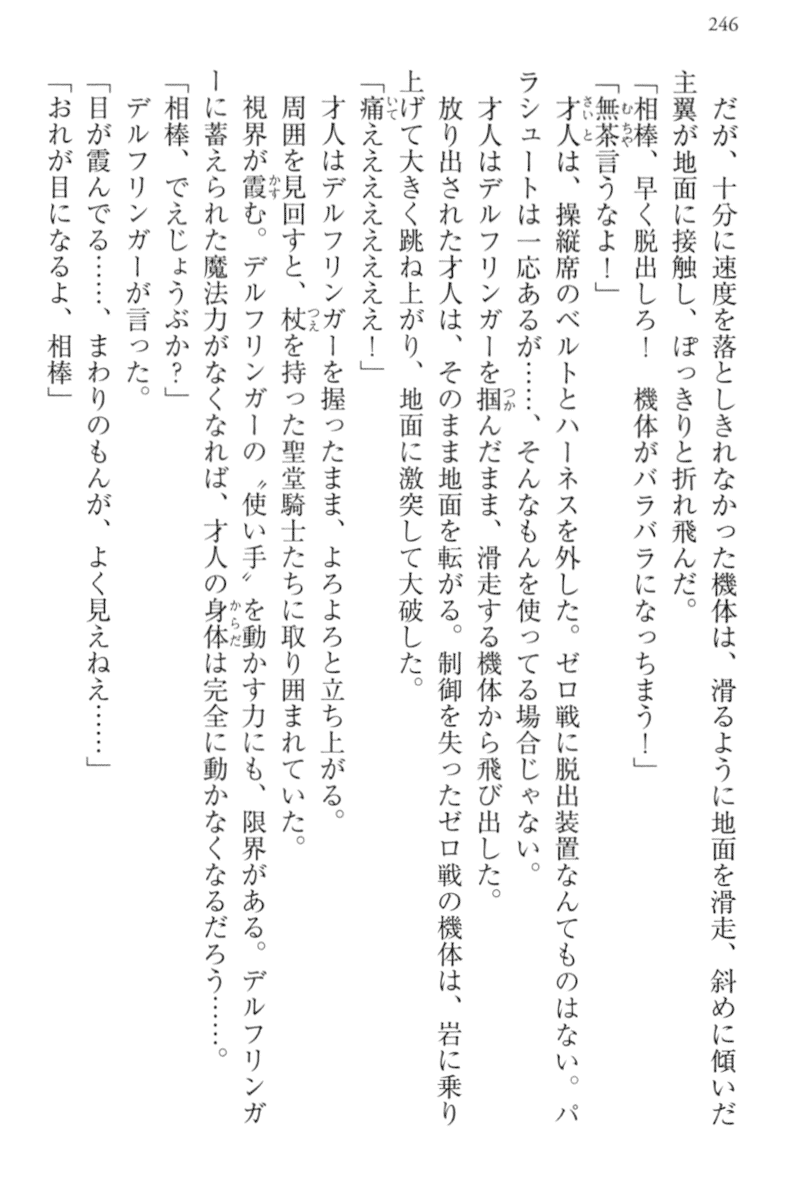 246
だが、十分に速度を落としきれなかった機体は、滑るように地面を滑走、斜めに傾いだ
主翼が地面に接触し、ぽっきりと折れ飛んだ。
「相棒、早く脱出しろ！　機体がバラバラになっちまう！」
「無茶言うなよ！」
才人は、操縦席のベルトとハーネスを外した。ゼロ戦に脱出装置なんてものはない。パ
ラシュートは一応あるが……、そんなもんを使ってる場合じゃない。
才人はデルフリンガーを掴んだまま、滑走する機体から飛び出した。
放り出された才人は、そのまま地面を転がる。制御を失ったゼロ戦の機体は、岩に乗り
上げて大きく跳ね上がり、地面に激突して大破した。
「痛えええええええええ！」
才人はデルフリンガーを握ったまま、よろよろと立ち上がる。
周囲を見回すと、杖を持った聖堂騎士たちに取り囲まれていた。
視界が霞む。デルフリンガーの〝使い手〟を動かす力にも、限界がある。デルフリンガ
ーに蓄えられた魔法力がなくなれば、才人の身体は完全に動かなくなるだろう……。
「相棒、でえじょうぶか？」
デルフリンガーが言った。
「目が霞んでる……、まわりのもんが、よく見えねえ……」
「おれが目になるよ、相棒」